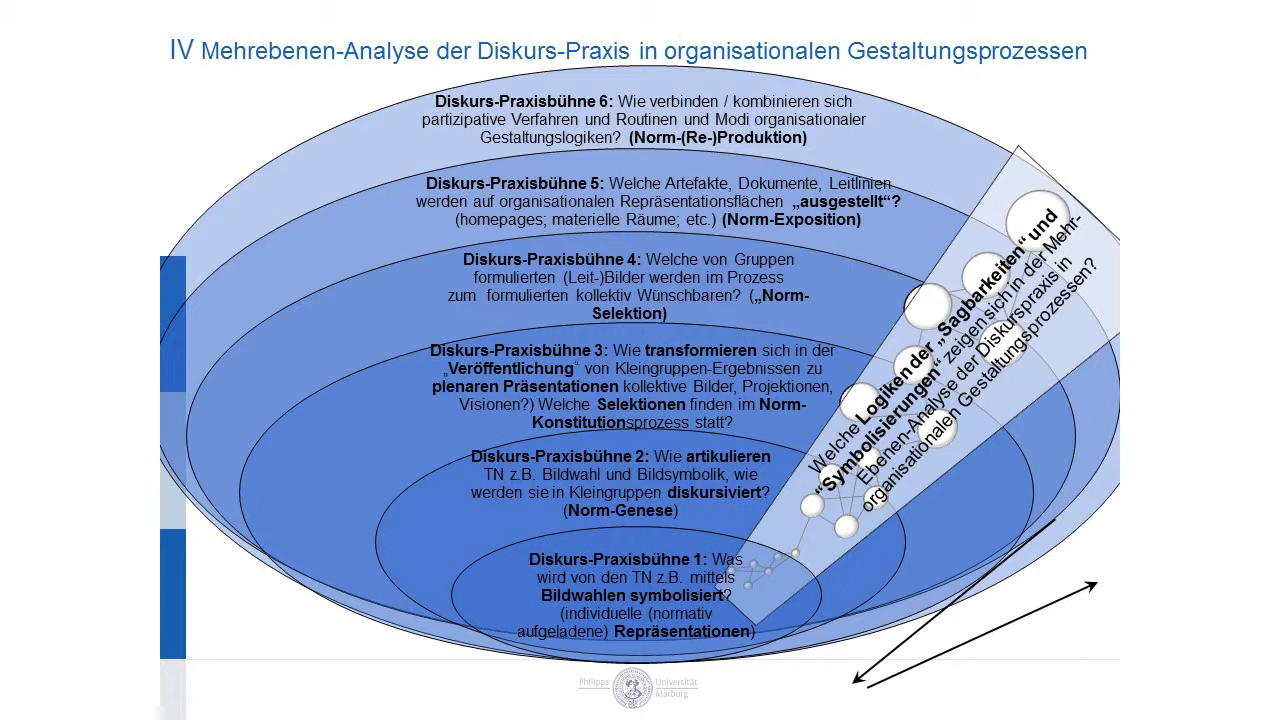 IV Mehrebenen-Analyse der Diskurs-Praxis in organisationalen Gestaltungsprozessen
Diskurs-Praxisbühne 6: Wie verbinden / kombinieren sich
partizipative Verfahren und Routinen und Modi organisationaler
Gestaltungslogiken? (Norm-(Re-)Produktion)
Diskurs-Praxisbühne 5: Welche Artefakte, Dokumente, Leitlinien
werden auf organisationalen Repräsentationsflächen „ausgestellt“?
(homepages; materielle Räume; etc.) (Norm-Exposition)
Diskurs-Praxisbühne 4: Welche von Gruppen
formulierten (Leit-)Bilder werden im Prozess
zum formulierten kollektiv Wünschbaren? („Norm-
Selektion)
Diskurs-Praxisbühne 3: Wie transformieren sich in der
„Veröffentlichung“ von Kleingruppen-Ergebnissen zu
plenaren Präsentationen kollektive Bilder, Projektionen,
Visionen?) Welche Selektionen finden im Norm-
Konstitutionsprozess statt?
Diskurs-Praxisbühne 2: Wie artikulieren
TN z.B. Bildwahl und Bildsymbolik, wie
werden sie in Kleingruppen diskursiviert?
(Norm-Genese)
Diskurs-Praxisbühne 1: Was
wird von den TN z.B. mittels
Bildwahlen symbolisiert?
(individuelle (normativ
aufgeladene) Repräsentationen)
Welche Logiken der „Sagbarkeiten“ und
“Symbolisierungen“ zeigen sich in der Mehr-
Ebenen-Analyse der Diskurspraxis in
organisationalen Gestaltungsprozessen?
Philipps Universität
Marburg